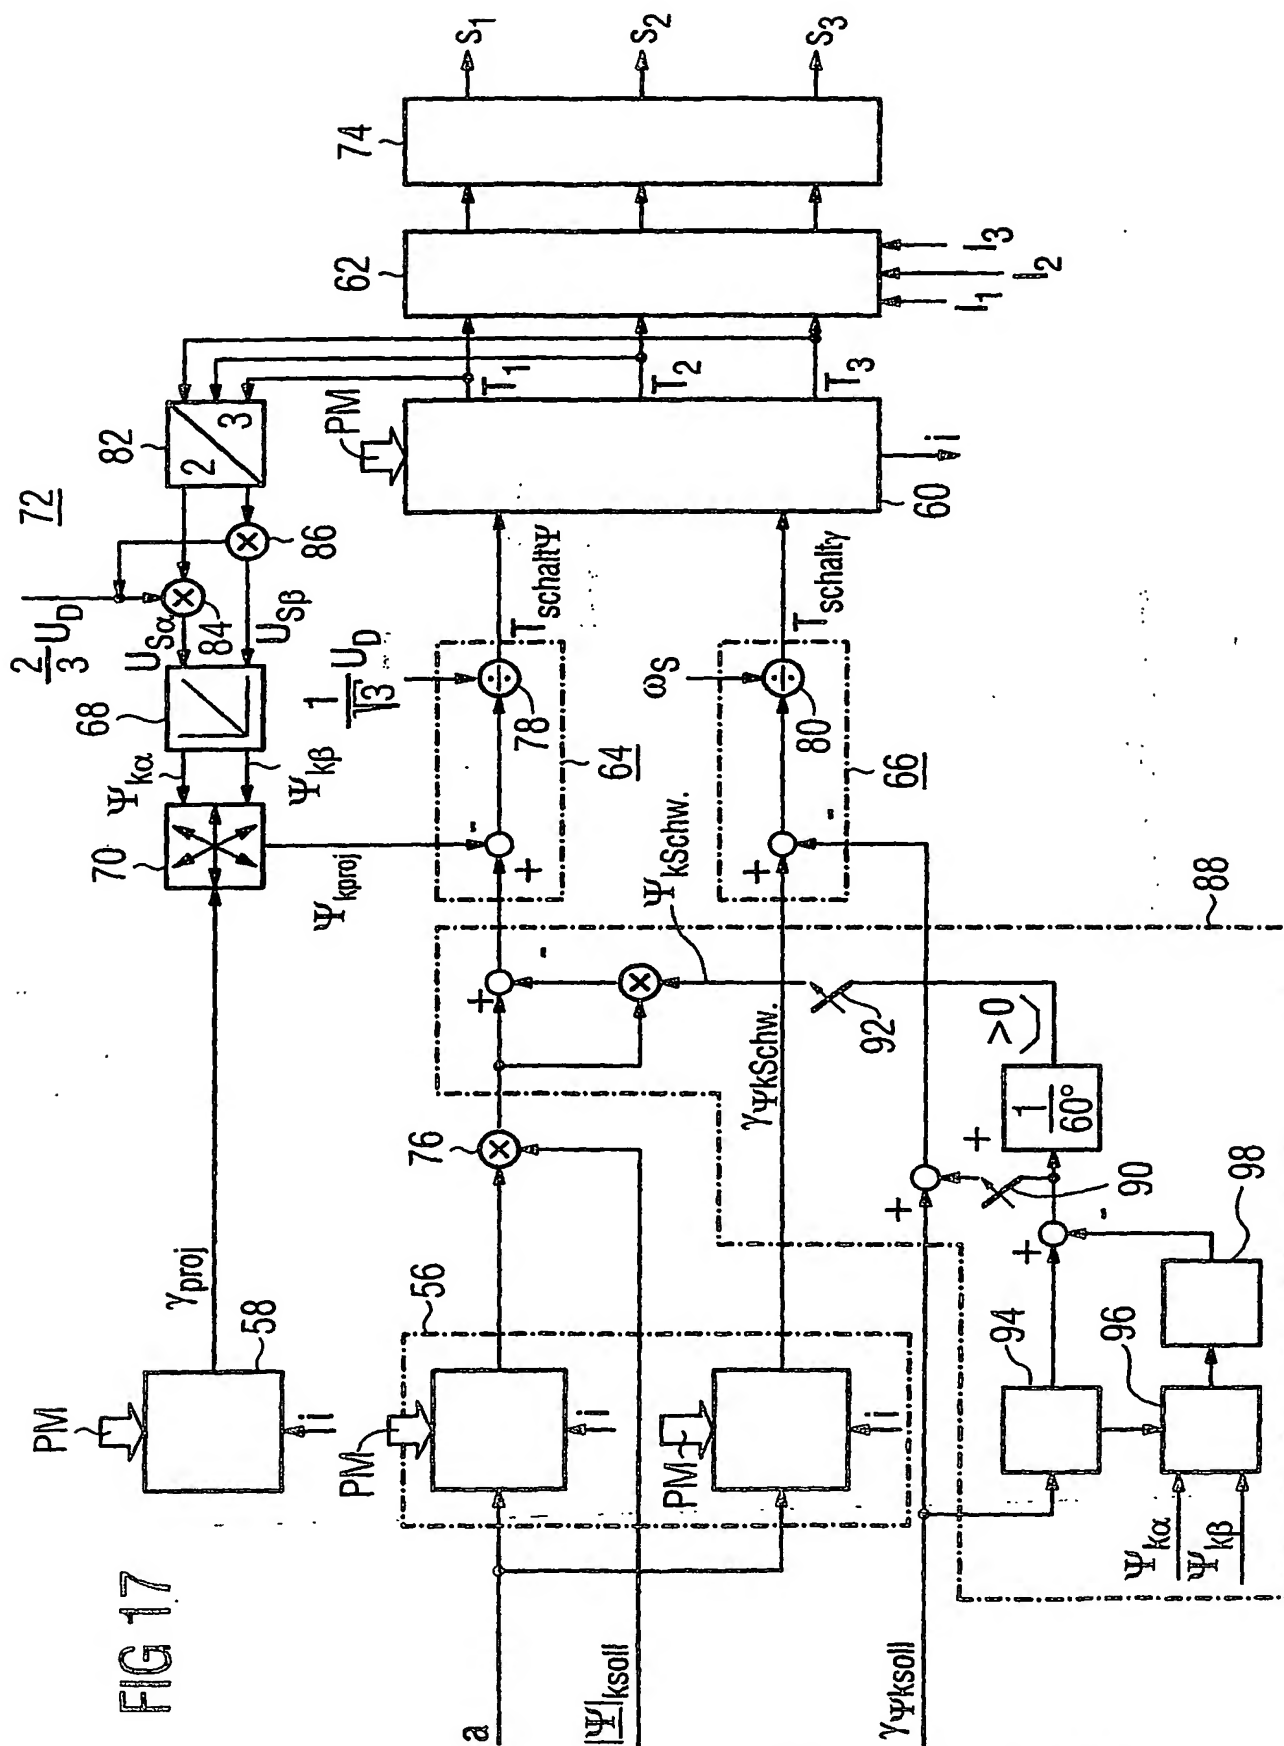 FIG 17
PM
58
i
γproj
70
Ψkα
Ψkβ
68
USα
USβ
2/3 UD
84
86
72
82
2
3
Ψkproj
a
|Ψ|ksoll
γΨksoll
PM
i
56
PM
i
76
×
+
-
×
+
-
1/√3 UD
÷
78
64
TschaltΨ
γΨkSchw.
ΨkSchw.
+
-
ωS
÷
80
66
Tschaltγ
PM
60
i
T1
T2
T3
62
I1
I2
I3
74
S1
S2
S3
88
92
>0
1/60°
+
+
90
+
-
94
96
98
Ψkα
Ψkβ